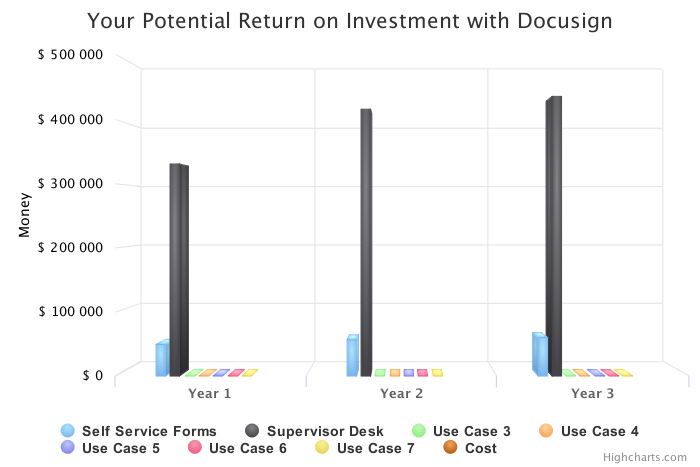 Your Potential Return on Investment with Docusign
$ 500 000
$ 400 000
$ 300 000
$ 200 000
$ 100 000
$ 0
Money
Year 1 Year 2 Year 3
Self Service Forms Supervisor Desk Use Case 3 Use Case 4
Use Case 5 Use Case 6 Use Case 7 Cost
Highcharts.com